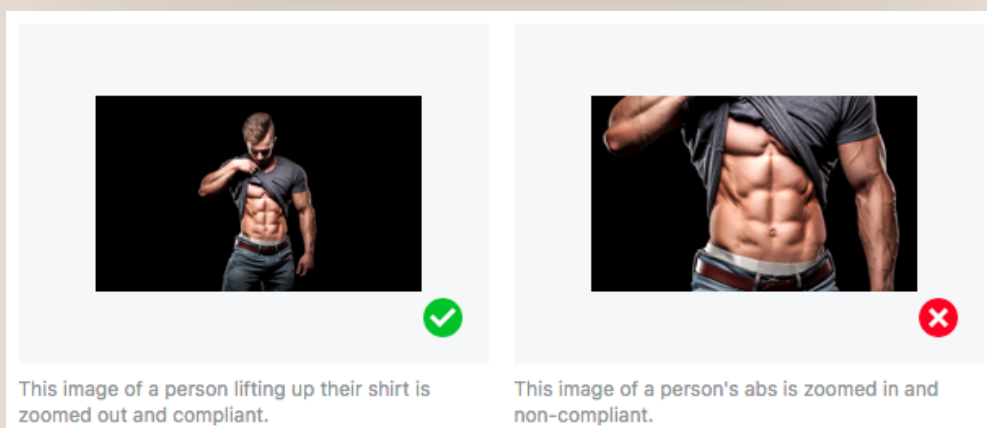 This image of a person lifting up their shirt is
zoomed out and compliant.
This image of a person's abs is zoomed in and
non-compliant.